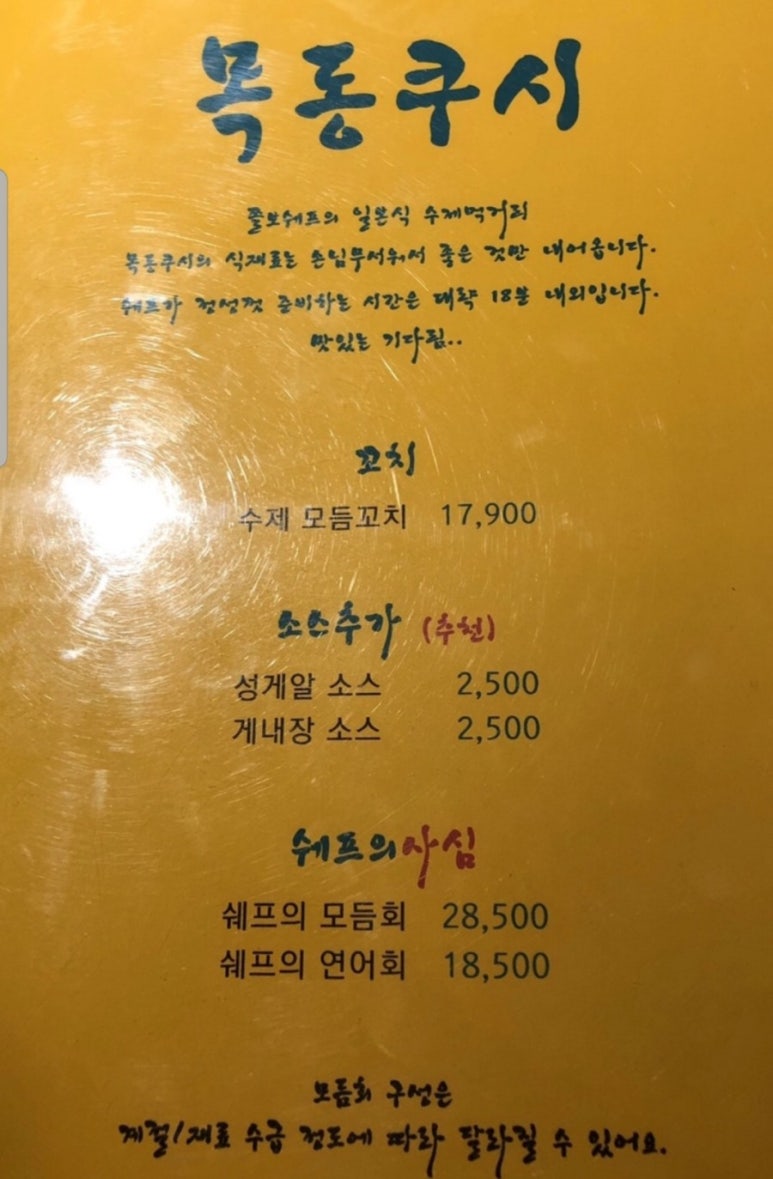 목동쿠시
쫄보쉐프의 일본식 수제먹거리
목동쿠시의 식재료는 손님무서워서 좋은 것만 내어옵니다.
쉐프가 정성껏 준비하는 시간은 대략 18분 내외입니다.
맛있는 기다림..
꼬치
수제 모듬꼬치 17,900
소스추가 (추천)
성게알 소스 2,500
게내장 소스 2,500
쉐프의사심
쉐프의 모듬회 28,500
쉐프의 연어회 18,500
모듬회 구성은
계절/재료 수급 정도에 따라 달라질 수 있어요.